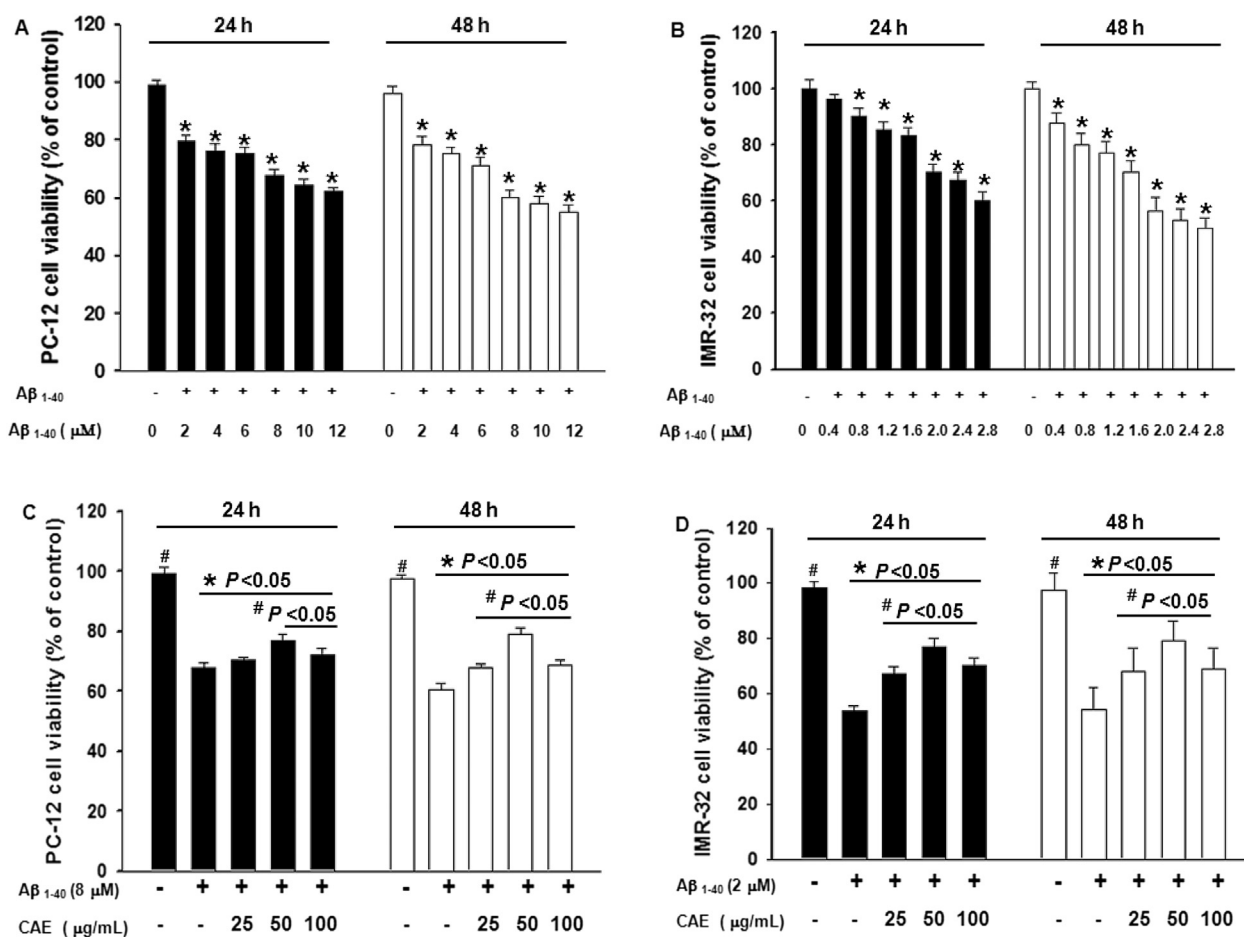 A
24 h
48 h
PC-12 cell viability (% of control)
120
100
80
60
40
20
0
* * * * * *
* * * * * *
Aβ 1-40
- + + + + + + - + + + + + +
Aβ 1-40 ( μM)
0 2 4 6 8 10 12 0 2 4 6 8 10 12
B
24 h
48 h
IMR-32 cell viability (% of control)
120
100
80
60
40
20
0
* * * * * *
* * * * * * *
Aβ 1-40
- + + + + + + + - + + + + + + +
Aβ 1-40 ( μM)
0 0.4 0.8 1.2 1.6 2.0 2.4 2.8 0 0.4 0.8 1.2 1.6 2.0 2.4 2.8
C
24 h
48 h
PC-12 cell viability (% of control)
120
100
80
60
40
20
0
#
* P <0.05
# P <0.05
#
* P <0.05
# P <0.05
Aβ 1-40 (8 μM)
- + + + + - + + + +
CAE ( μg/mL)
- - 25 50 100 - - 25 50 100
D
24 h
48 h
IMR-32 cell viability (% of control)
120
100
80
60
40
20
0
#
* P <0.05
# P <0.05
#
* P <0.05
# P <0.05
Aβ 1-40 (2 μM)
- + + + + - + + + +
CAE ( μg/mL)
- - 25 50 100 - - 25 50 100